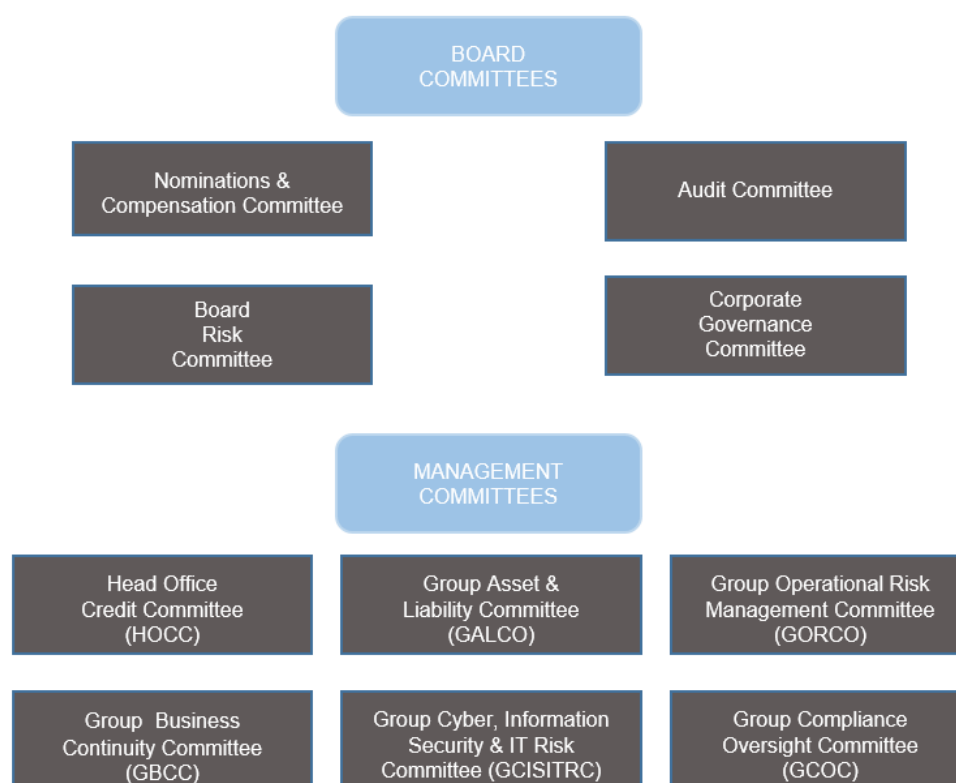 BOARD
COMMITTEES
Nominations &
Compensation Committee
Audit Committee
Board
Risk
Committee
Corporate
Governance
Committee
MANAGEMENT
COMMITTEES
Head Office
Credit Committee
(HOCC)
Group Asset &
Liability Committee
(GALCO)
Group Operational Risk
Management Committee
(GORCO)
Group Business
Continuity Committee
(GBCC)
Group Cyber, Information
Security & IT Risk
Committee (GCISITRC)
Group Compliance
Oversight Committee
(GCOC)